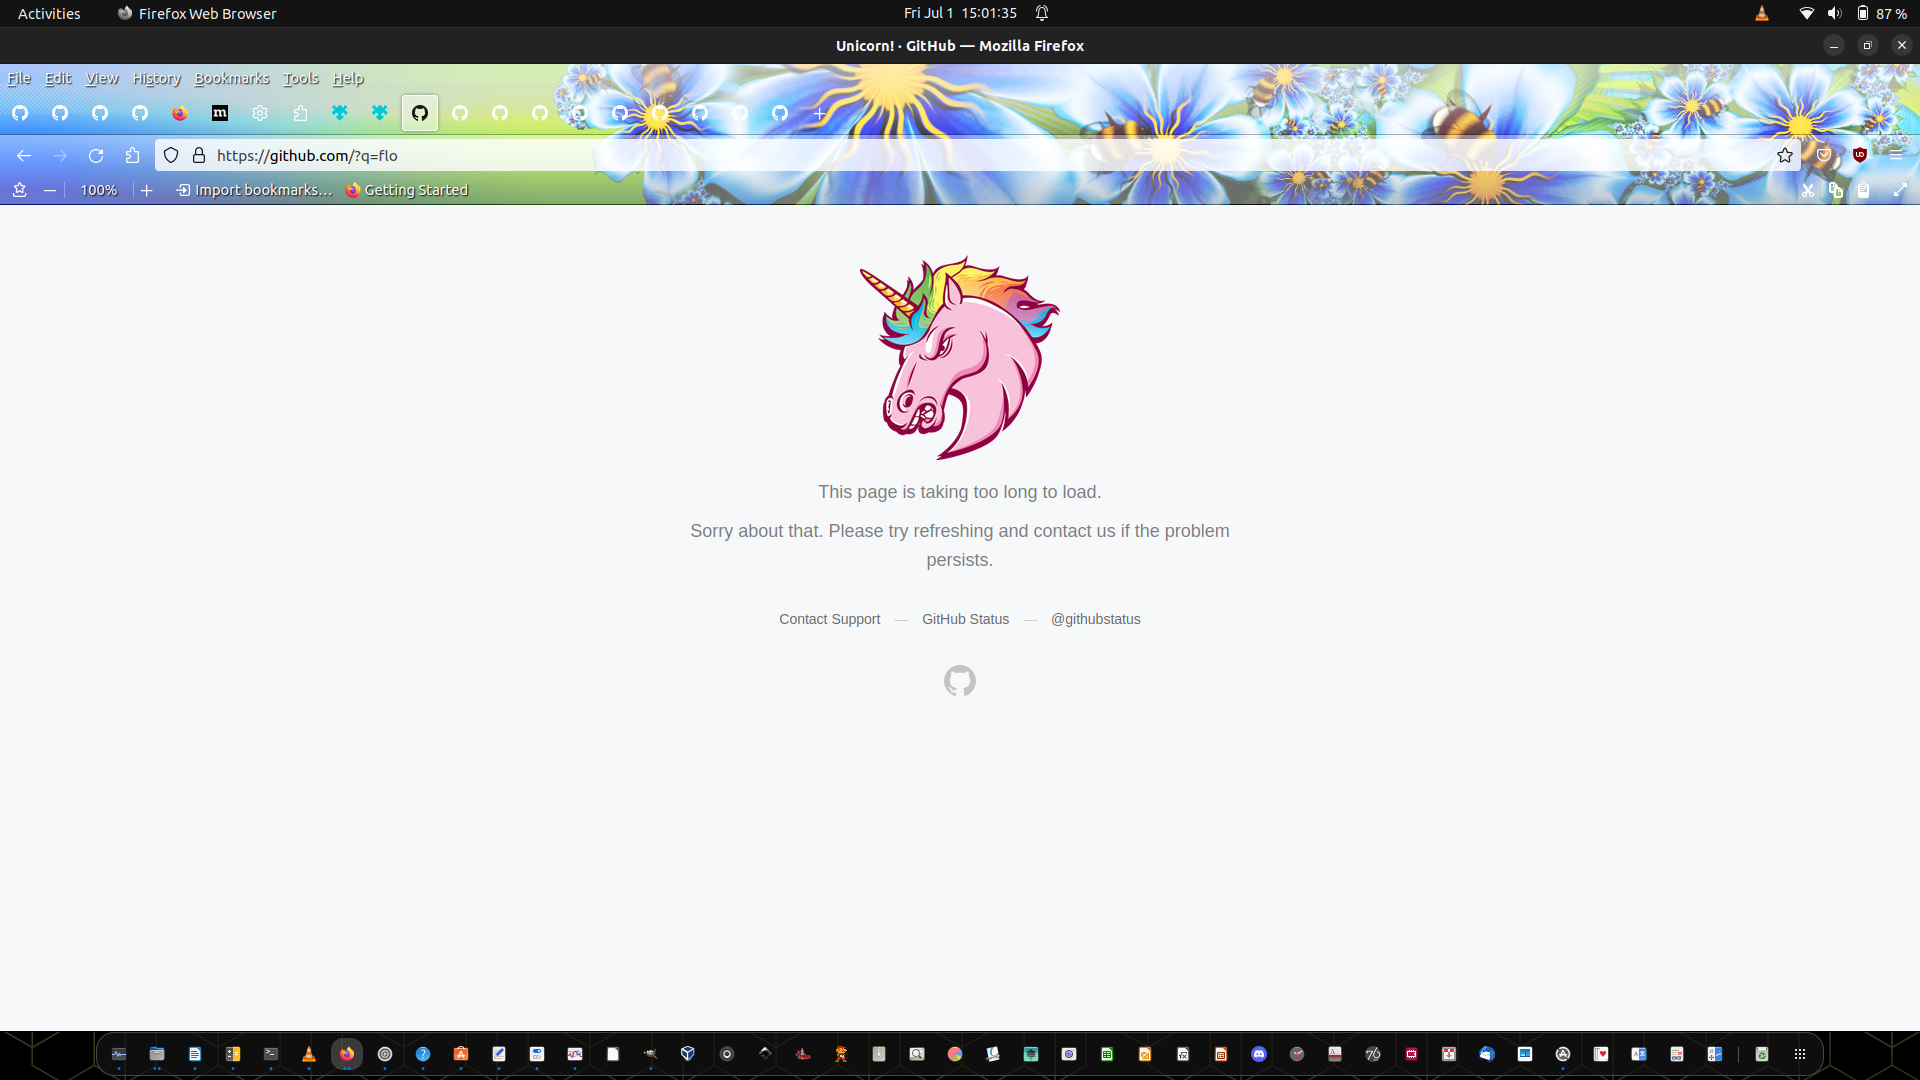 Activities
Firefox Web Browser
Fri Jul 1 15:01:35
87 %
Unicorn! · GitHub — Mozilla Firefox
File Edit View History Bookmarks Tools Help
https://github.com/?q=flo
100%
Import bookmarks…
Getting Started
This page is taking too long to load.
Sorry about that. Please try refreshing and contact us if the problem
persists.
Contact Support — GitHub Status — @githubstatus